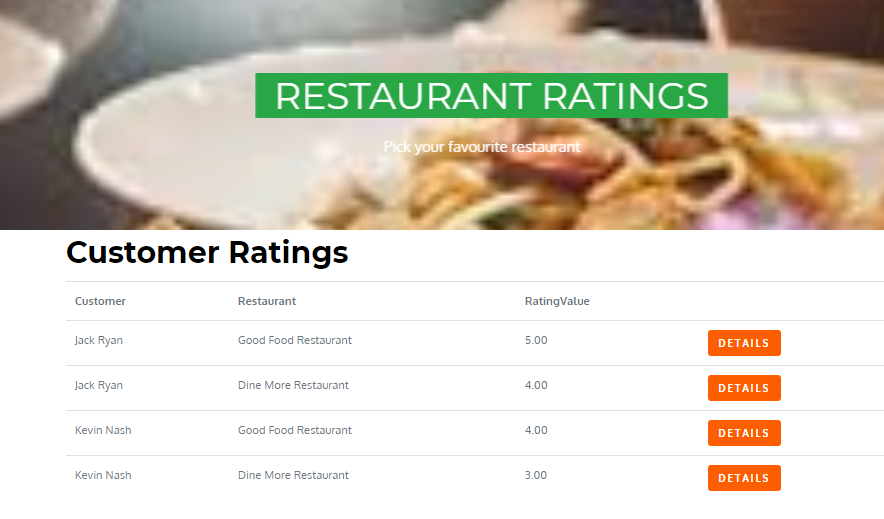 RESTAURANT RATINGS
Pick your favourite restaurant
Customer Ratings
Customer Restaurant RatingValue
Jack Ryan Good Food Restaurant 5.00 DETAILS
Jack Ryan Dine More Restaurant 4.00 DETAILS
Kevin Nash Good Food Restaurant 4.00 DETAILS
Kevin Nash Dine More Restaurant 3.00 DETAILS